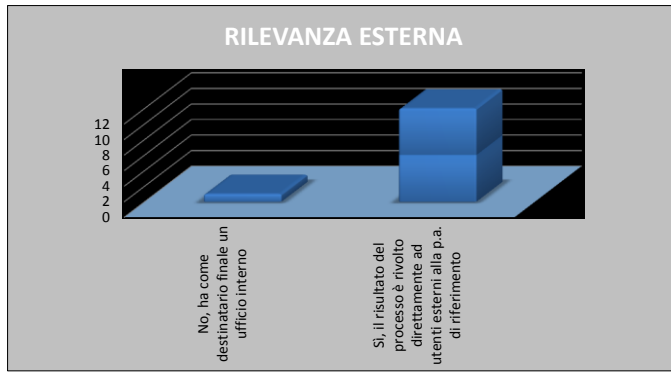 RILEVANZA ESTERNA
12
10
8
6
4
2
0
No, ha come
destinatario finale un
ufficio interno
Sì, il risultato del
processo è rivolto
direttamente ad
utenti esterni alla p.a.
di riferimento